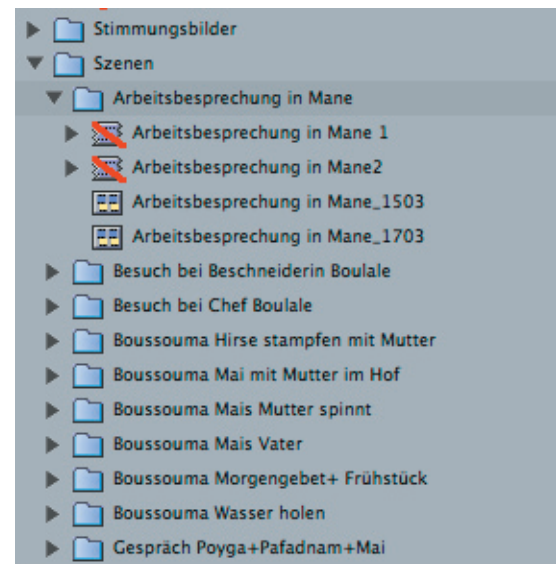 Stimmungsbilder
Szenen
Arbeitsbesprechung in Mane
Arbeitsbesprechung in Mane 1
Arbeitsbesprechung in Mane2
Arbeitsbesprechung in Mane_1503
Arbeitsbesprechung in Mane_1703
Besuch bei Beschneiderin Boulale
Besuch bei Chef Boulale
Boussouma Hirse stampfen mit Mutter
Boussouma Mai mit Mutter im Hof
Boussouma Mais Mutter spinnt
Boussouma Mais Vater
Boussouma Morgengebet+ Frühstück
Boussouma Wasser holen
Gespräch Poyga+Pafadnam+Mai